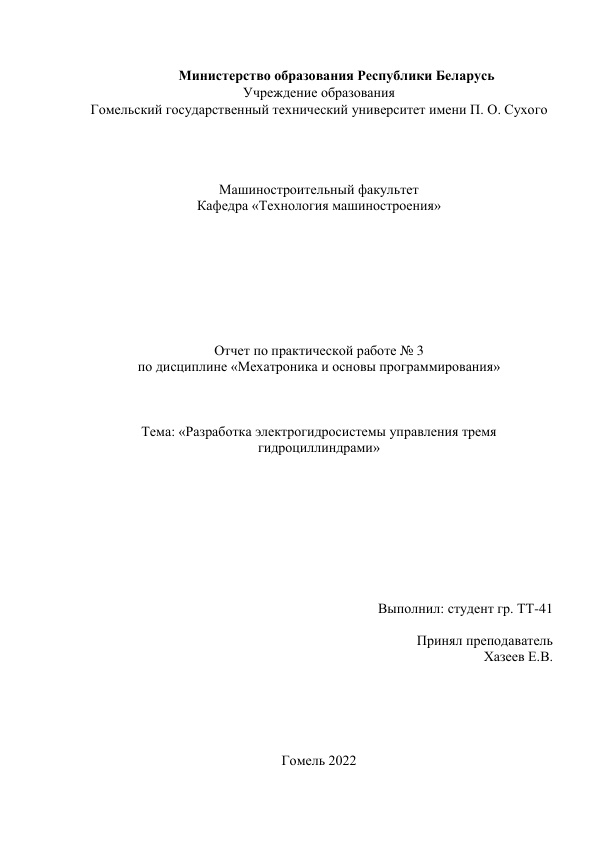 Министерство образования Республики Беларусь
Учреждение образования
Гомельский государственный технический университет имени П. О. Сухого
Машиностроительный факультет
Кафедра «Технология машиностроения»
Отчет по практической работе № 3
по дисциплине «Мехатроника и основы программирования»
Тема: «Разработка электрогидросистемы управления тремя
гидроциллиндрами»
Выполнил: студент гр. ТТ-41
Принял преподаватель
Хазеев Е.В.
Гомель 2022